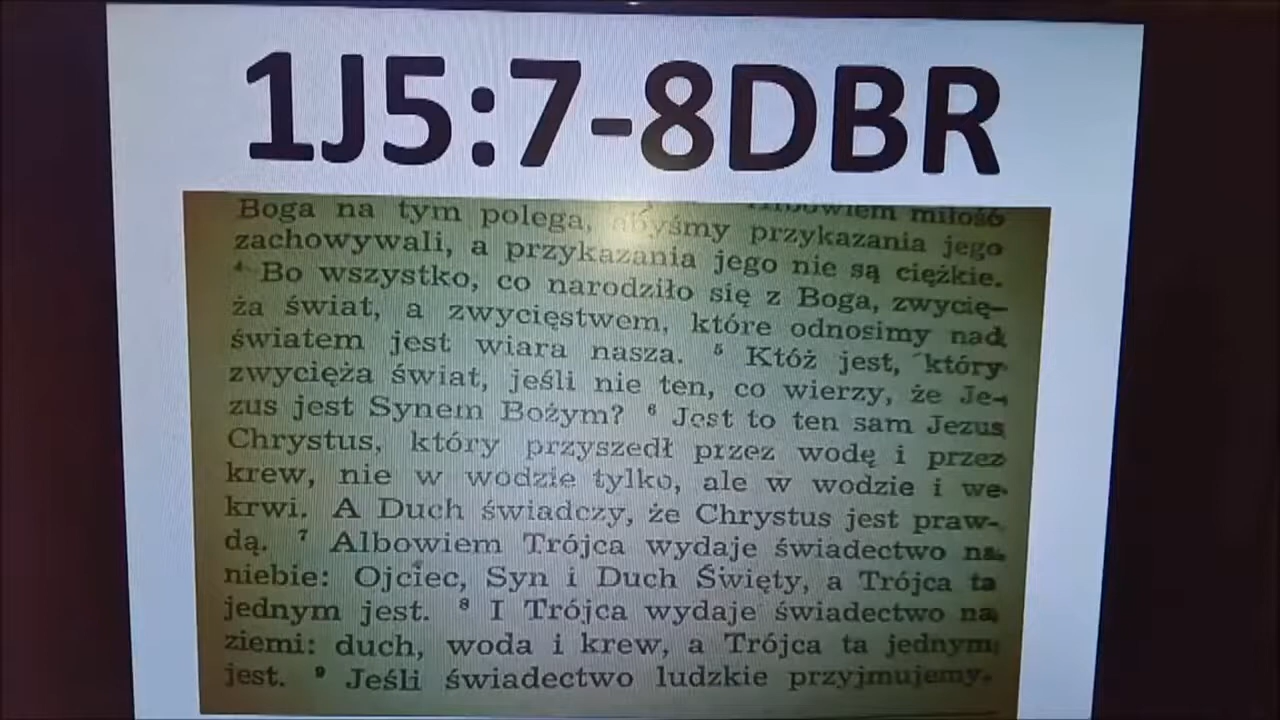 1J5:7-8DBR
Albowiem miłość
Boga na tym polega, abyśmy przykazania jego
zachowywali, a przykazania jego nie są ciężkie.
⁴ Bo wszystko, co narodziło się z Boga, zwycię-
ża świat, a zwycięstwem, które odnosimy nad
światem jest wiara nasza. ⁵ Któż jest, który
zwycięża świat, jeśli nie ten, co wierzy, że Je-
zus jest Synem Bożym? ⁶ Jest to ten sam Jezus
Chrystus, który przyszedł przez wodę i przez
krew, nie w wodzie tylko, ale w wodzie i we
krwi. A Duch świadczy, że Chrystus jest praw-
dą. ⁷ Albowiem Trójca wydaje świadectwo na
niebie: Ojciec, Syn i Duch Święty, a Trójca ta
jednym jest. ⁸ I Trójca wydaje świadectwo na
ziemi: duch, woda i krew, a Trójca ta jednym
jest. ⁹ Jeśli świadectwo ludzkie przyjmujemy,